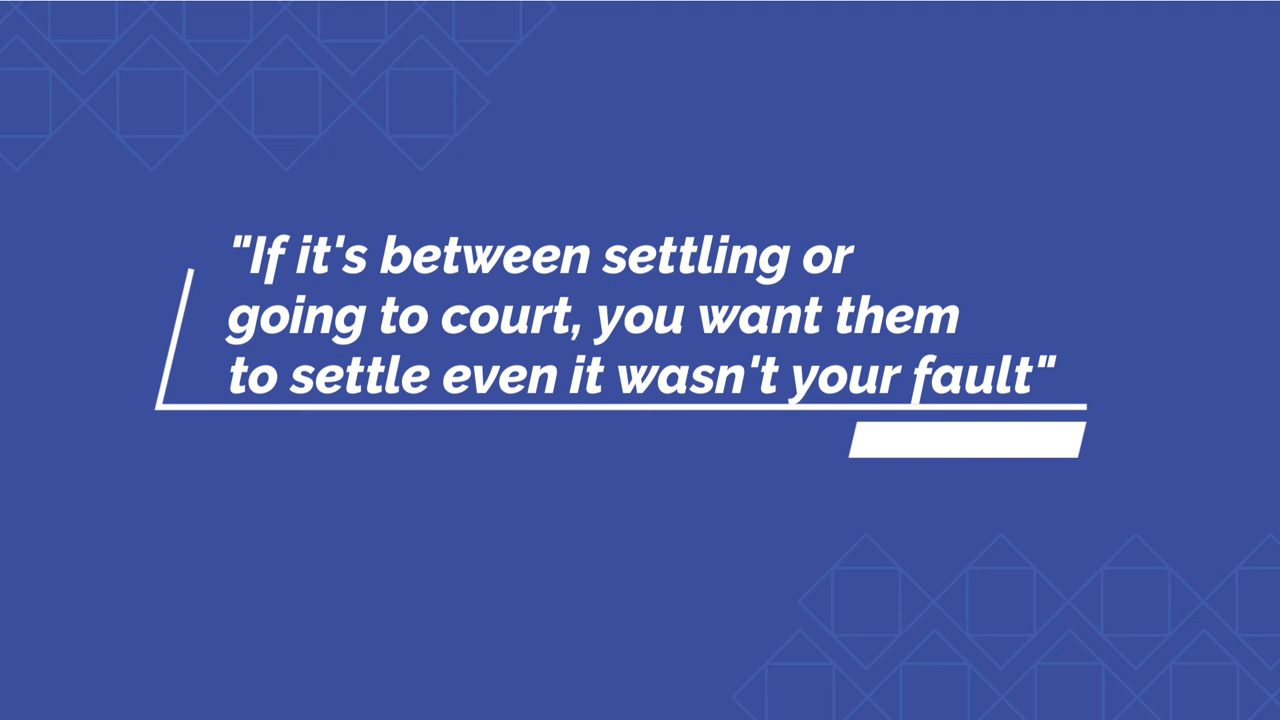 "If it's between settling or
going to court, you want them
to settle even it wasn't your fault"